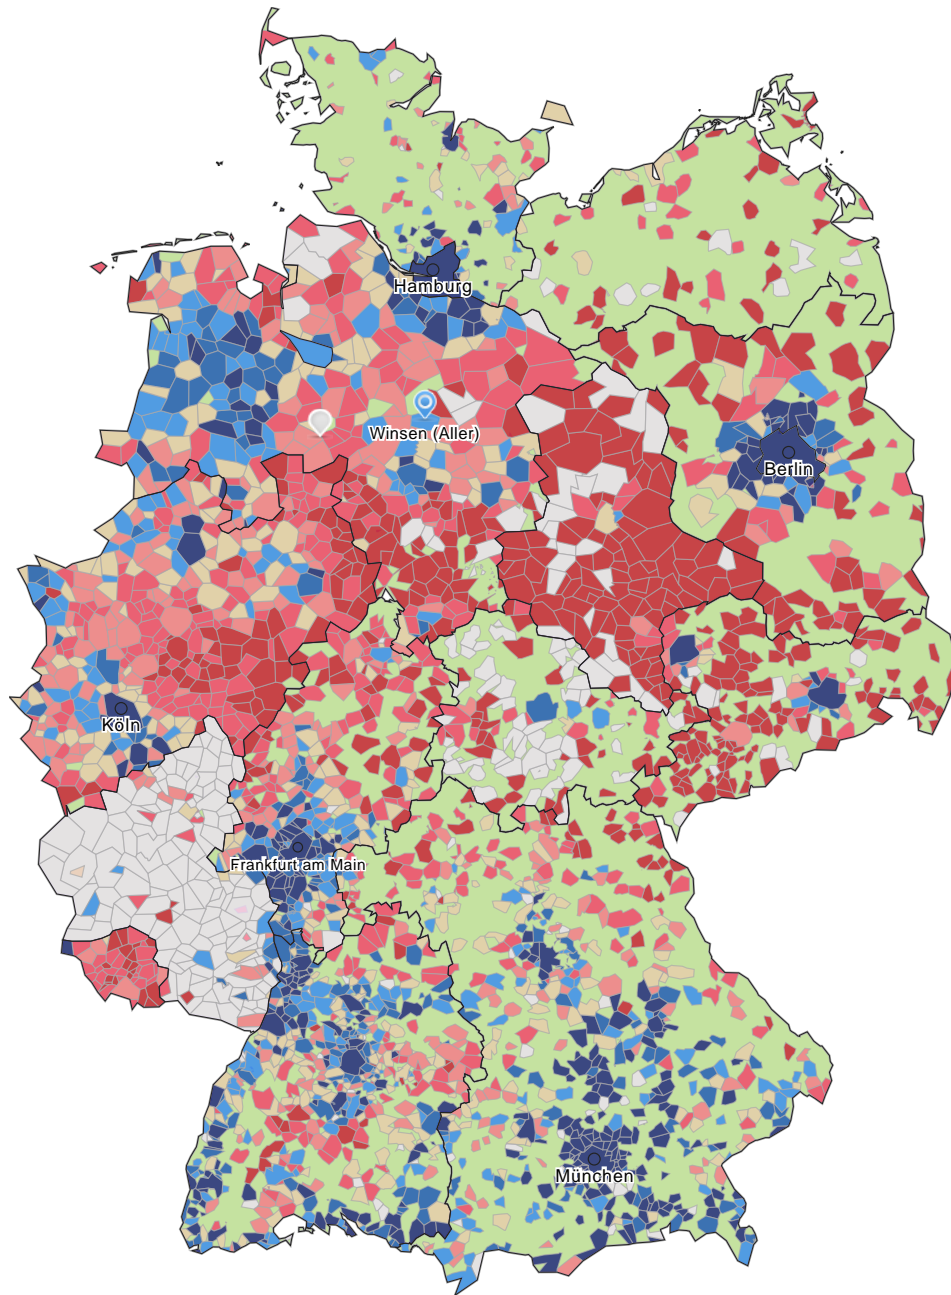 Hamburg
Winsen (Aller)
Berlin
Köln
Frankfurt am Main
München